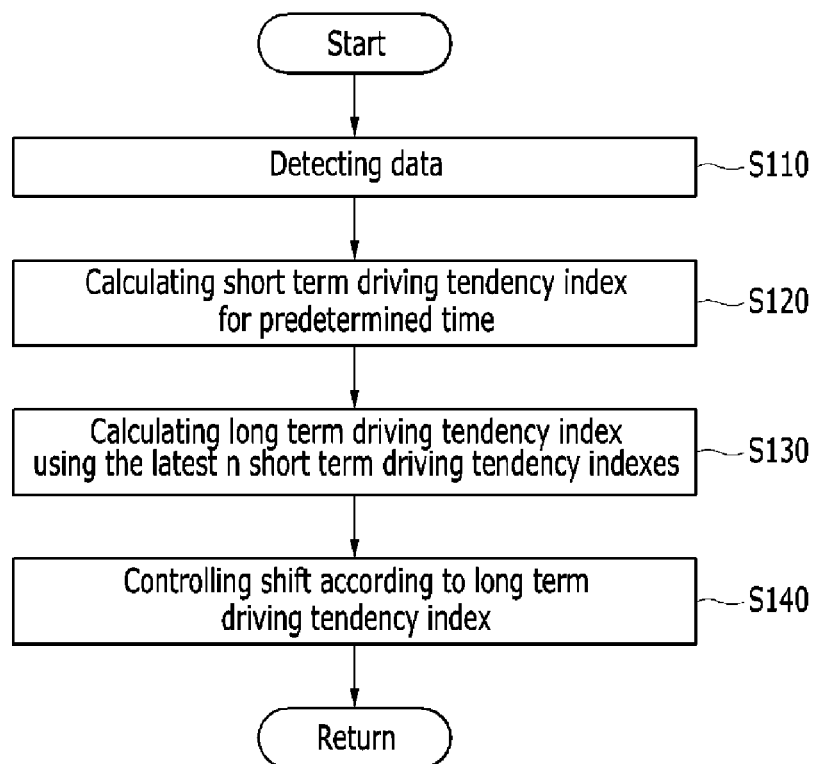 Start
Detecting data
S110
Calculating short term driving tendency index
for predetermined time
S120
Calculating long term driving tendency index
using the latest n short term driving tendency indexes
S130
Controlling shift according to long term
driving tendency index
S140
Return